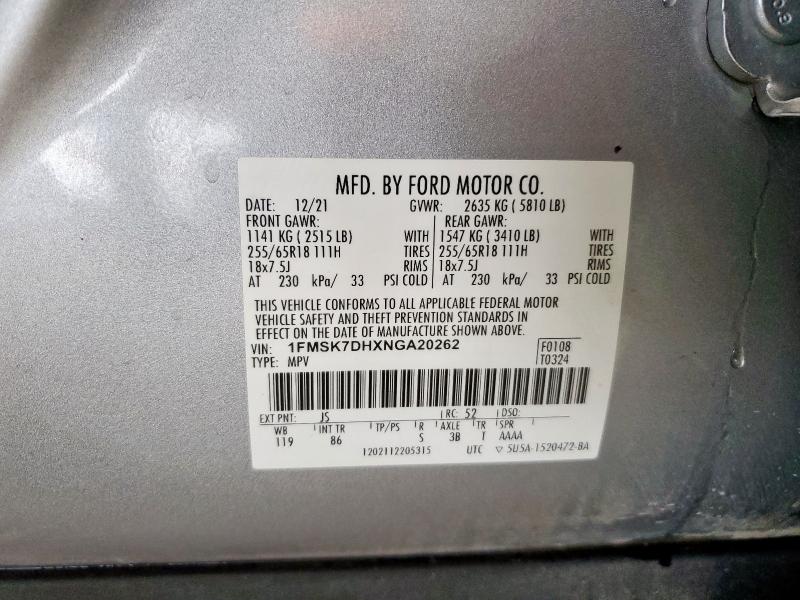 MFD. BY FORD MOTOR CO.
DATE: 12/21 GVWR: 2635 KG ( 5810 LB)
FRONT GAWR: REAR GAWR:
1141 KG ( 2515 LB) WITH 1547 KG ( 3410 LB) WITH
255/65R18 111H TIRES 255/65R18 111H TIRES
18x7.5J RIMS 18x7.5J RIMS
AT 230 kPa/ 33 PSI COLD AT 230 kPa/ 33 PSI COLD
THIS VEHICLE CONFORMS TO ALL APPLICABLE FEDERAL MOTOR
VEHICLE SAFETY AND THEFT PREVENTION STANDARDS IN
EFFECT ON THE DATE OF MANUFACTURE SHOWN ABOVE.
VIN: 1FMSK7DHXNGA20262 F0108
TYPE: MPV T0324
EXT PNT: JS RC: 52 DSO:
WB INT TR TP/PS R AXLE TR SPR
119 86 S 3B T AAAA
1202112205315 UTC ▽ 5U5A-1520472-BA